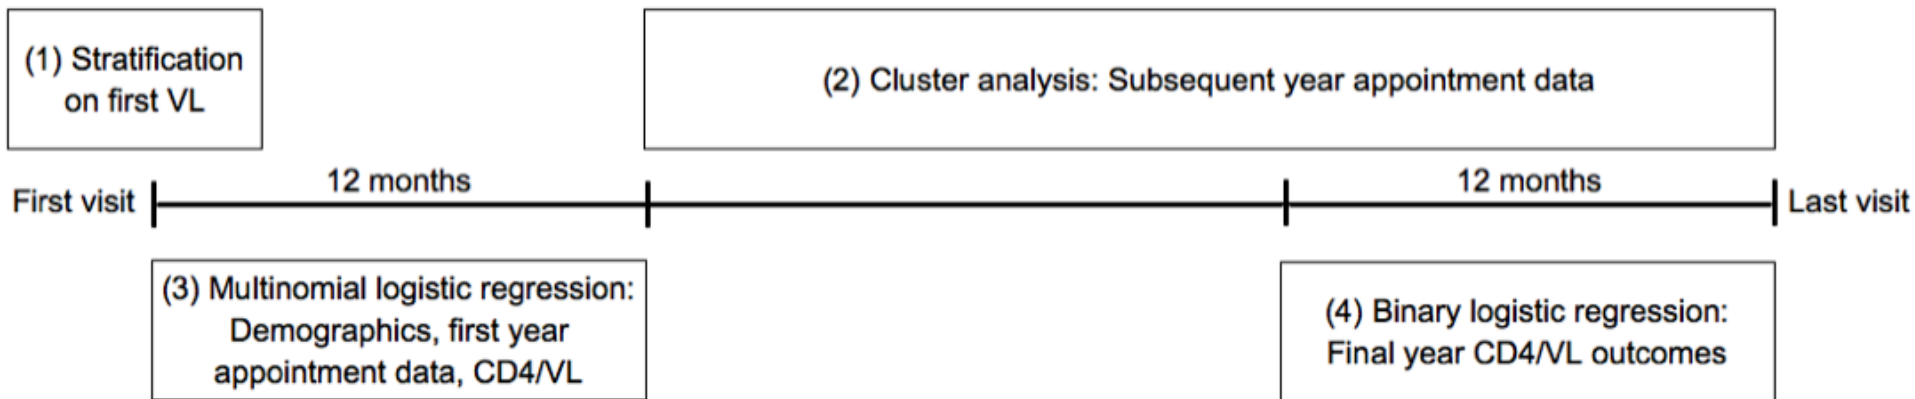 (1) Stratification
on first VL
(2) Cluster analysis: Subsequent year appointment data
First visit
12 months
12 months
Last visit
(3) Multinomial logistic regression:
Demographics, first year
appointment data, CD4/VL
(4) Binary logistic regression:
Final year CD4/VL outcomes